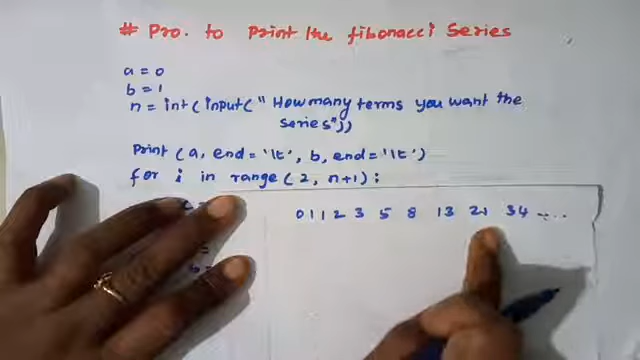 # Pro. to Print the fibonacci Series
a = 0
b = 1
n = int(input("How many terms you want the
series"))
Print (a, end = '\t', b, end = '\t')
for i in range(2, n+1):
0 1 1 2 3 5 8 13 21 34 ....